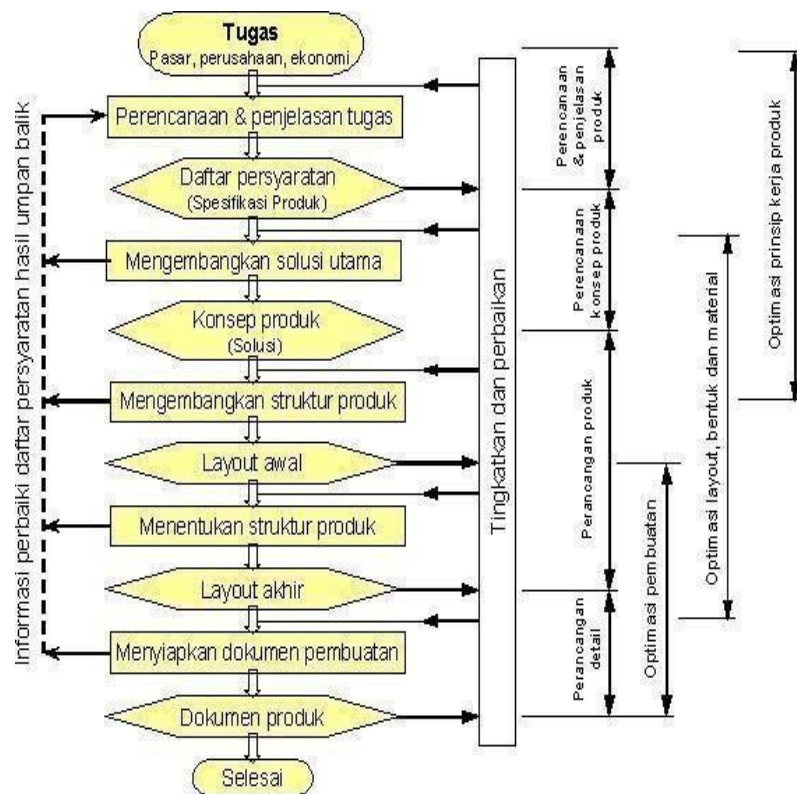 Tugas
Pasar, perusahaan, ekonomi
Perencanaan & penjelasan tugas
Daftar persyaratan
(Spesifikasi Produk)
Mengembangkan solusi utama
Konsep produk
(Solusi)
Mengembangkan struktur produk
Layout awal
Menentukan struktur produk
Layout akhir
Menyiapkan dokumen pembuatan
Dokumen produk
Selesai
Informasi perbaiki daftar persyaratan hasil umpan balik
Tingkatkan dan perbaikan
Perencanaan
& penjelasan
produk
Perencanaan
konsep produk
Perancangan produk
Perancangan
detail
Optimasi pembuatan
Optimasi layout, bentuk dan material
Optimasi prinsip kerja produk